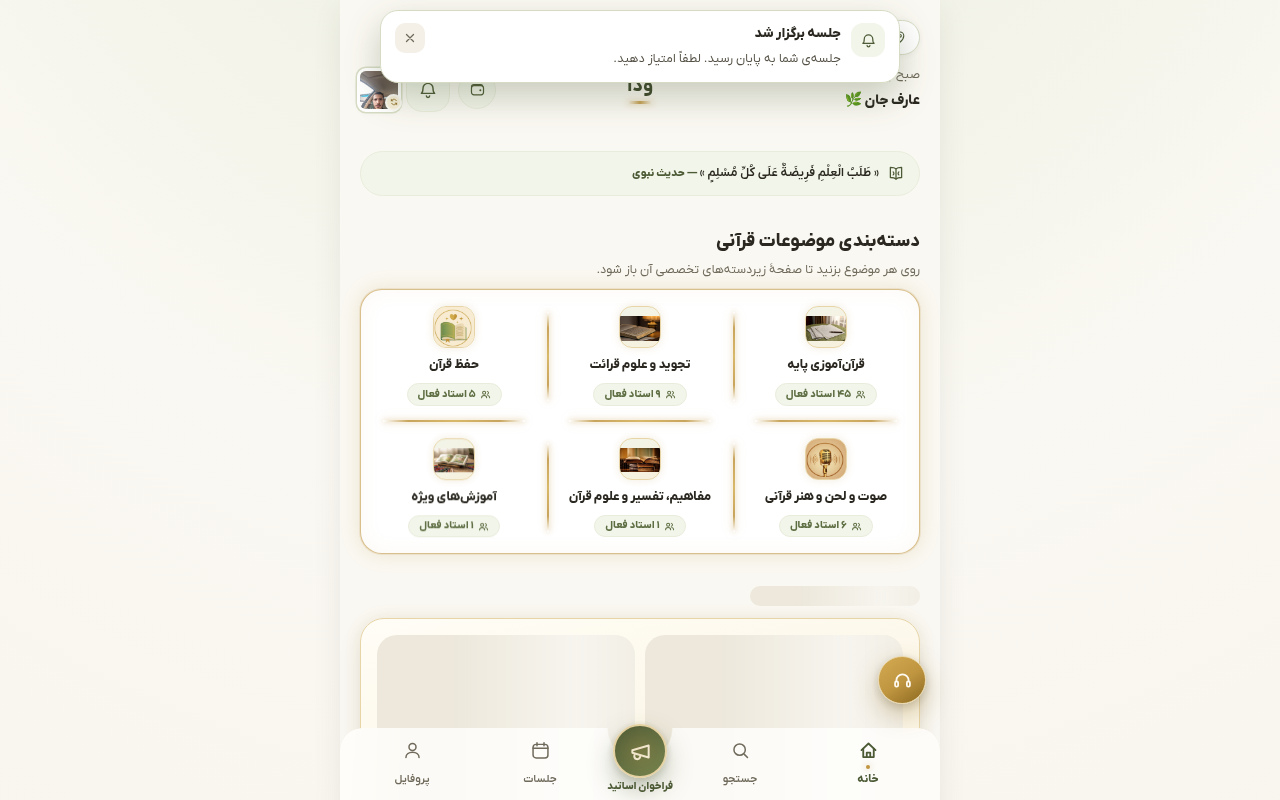 جلسه برگزار شد
جلسه‌ی شما به پایان رسید. لطفاً امتیاز دهید.
صبح
عارف جان 🌿
« طَلَبُ الْعِلْمِ فَرِیضَةٌ عَلَی کُلِّ مُسْلِمٍ » — حدیث نبوی
دسته‌بندی موضوعات قرآنی
روی هر موضوع بزنید تا صفحهٔ زیردسته‌های تخصصی آن باز شود.
قرآن‌آموزی پایه
۴۵ استاد فعال
تجوید و علوم قرائت
۹ استاد فعال
حفظ قرآن
۵ استاد فعال
صوت و لحن و هنر قرآنی
۶ استاد فعال
مفاهیم، تفسیر و علوم قرآن
۱ استاد فعال
آموزش‌های ویژه
۱ استاد فعال
خانه
جستجو
فراخوان اساتید
جلسات
پروفایل